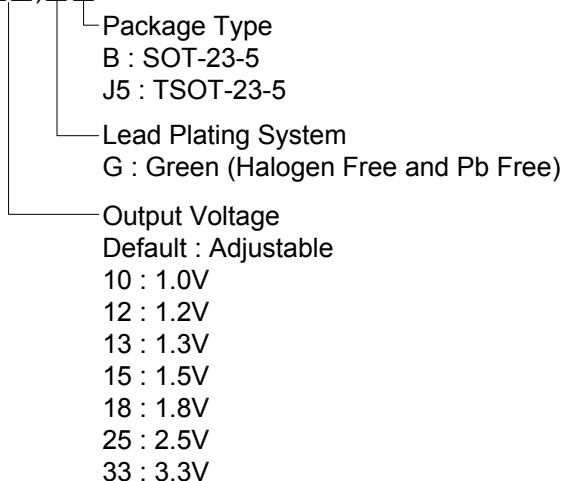 Package Type
B : SOT-23-5
J5 : TSOT-23-5
Lead Plating System
G : Green (Halogen Free and Pb Free)
Output Voltage
Default : Adjustable
10 : 1.0V
12 : 1.2V
13 : 1.3V
15 : 1.5V
18 : 1.8V
25 : 2.5V
33 : 3.3V